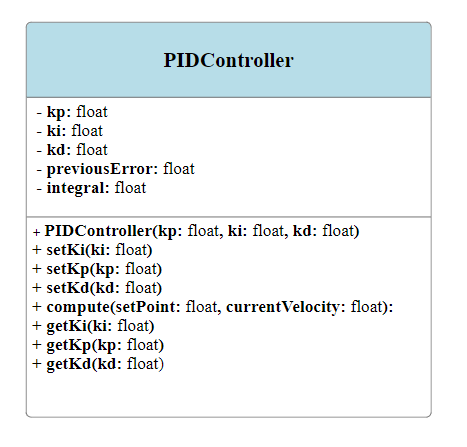 PIDController
- kp: float
- ki: float
- kd: float
- previousError: float
- integral: float
+ PIDController(kp: float, ki: float, kd: float)
+ setKi(ki: float)
+ setKp(kp: float)
+ setKd(kd: float)
+ compute(setPoint: float, currentVelocity: float):
+ getKi(ki: float)
+ getKp(kp: float)
+ getKd(kd: float)